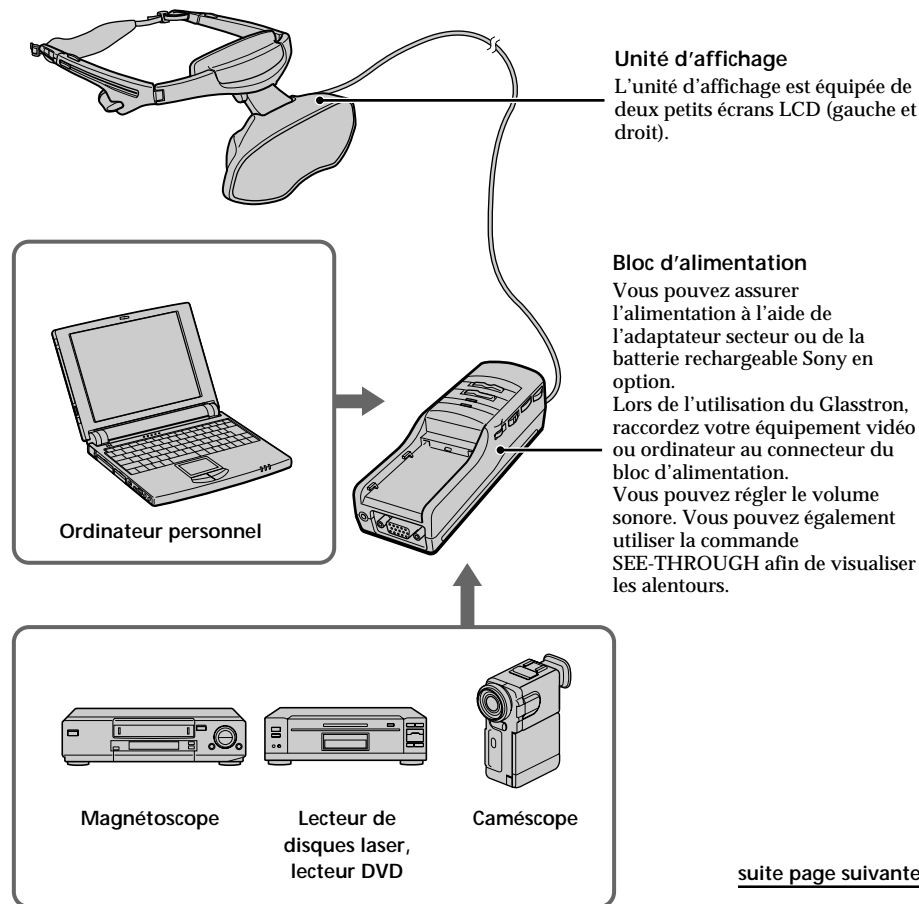 Unité d'affichage
L'unité d'affichage est équipée de
deux petits écrans LCD (gauche et
droit).
Bloc d'alimentation
Vous pouvez assurer
l'alimentation à l'aide de
l'adaptateur secteur ou de la
batterie rechargeable Sony en
option.
Lors de l'utilisation du Glasstron,
raccordez votre équipement vidéo
ou ordinateur au connecteur du
bloc d'alimentation.
Vous pouvez régler le volume
sonore. Vous pouvez également
utiliser la commande
SEE-THROUGH afin de visualiser
les alentours.
Ordinateur personnel
Magnétoscope
Lecteur de
disques laser,
lecteur DVD
Caméscope
suite page suivante